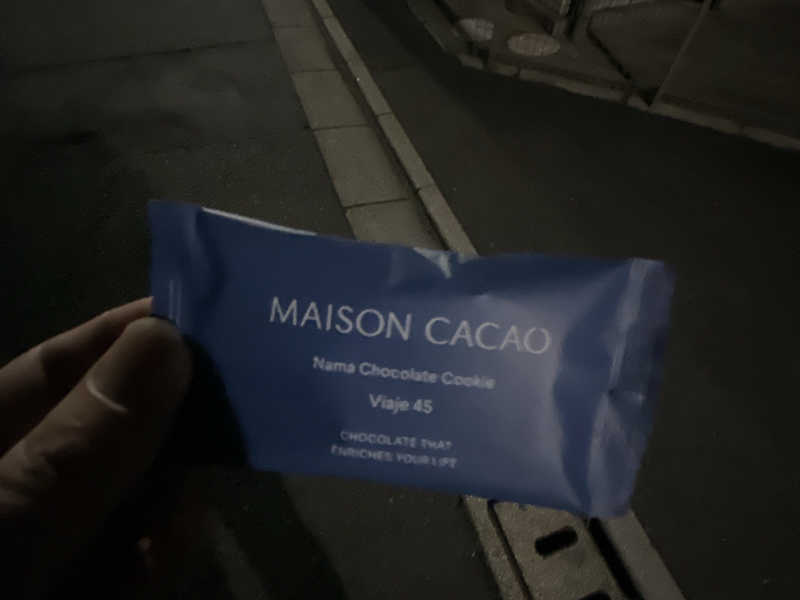 MAISON CACAO
Nama Chocolate Cookie
Viaje 45
CHOCOLATE THAT
ENRICHES YOUR LIFE